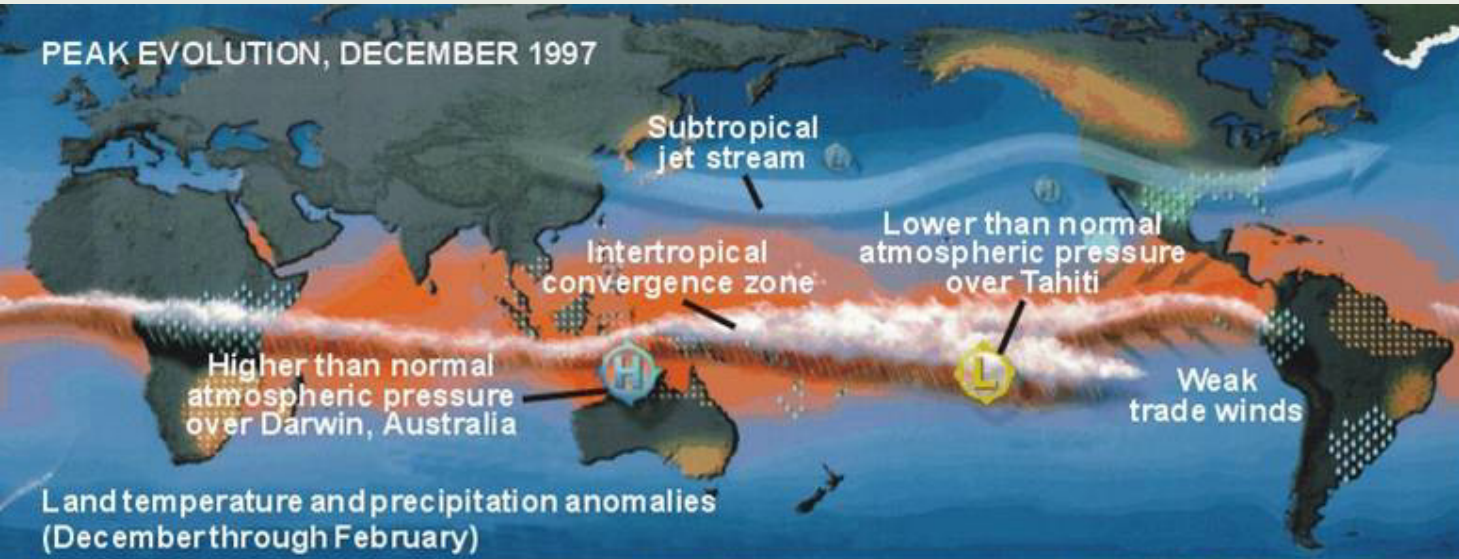 PEAK EVOLUTION, DECEMBER 1997
Subtropical
jet stream
L
H
Lower than normal
atmospheric pressure
over Tahiti
Intertropical
convergence zone
Higher than normal
atmospheric pressure
over Darwin, Australia
H
L
Weak
trade winds
Land temperature and precipitation anomalies
(December through February)